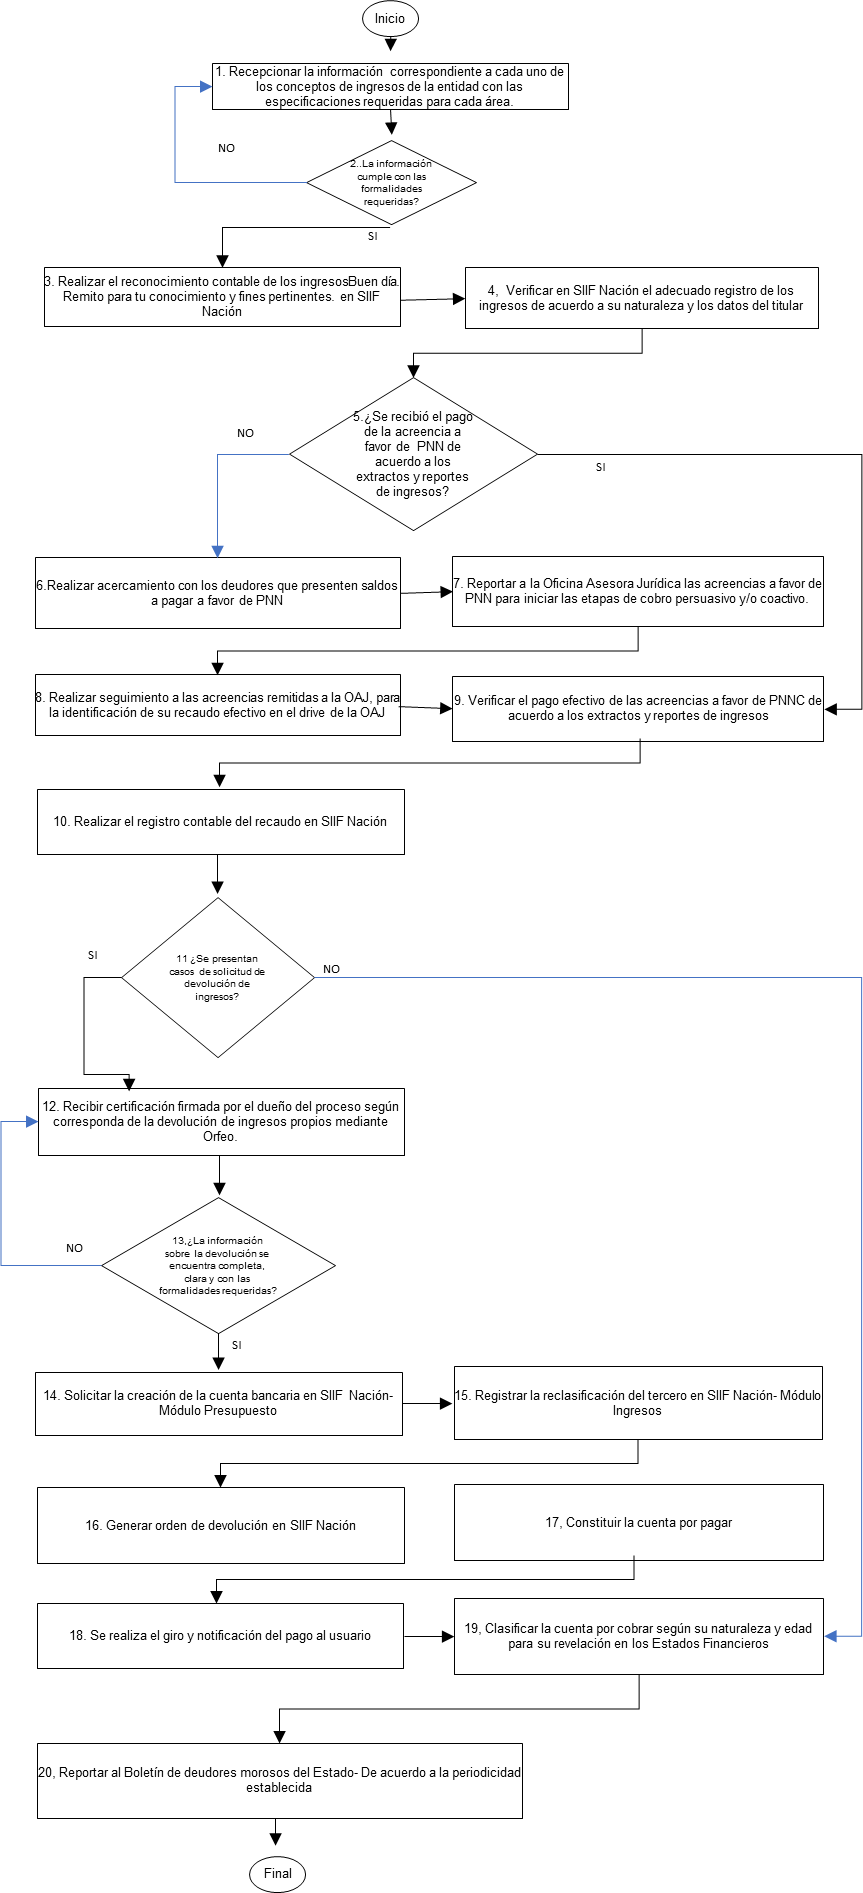 Inicio
1. Recepcionar la información correspondiente a cada uno de
los conceptos de ingresos de la entidad con las
especificaciones requeridas para cada área.
NO
2..La información
cumple con las
formalidades
requeridas?
SI
3. Realizar el reconocimiento contable de los ingresosBuen día.
Remito para tu conocimiento y fines pertinentes. en SIIF
Nación
4, Verificar en SIIF Nación el adecuado registro de los
ingresos de acuerdo a su naturaleza y los datos del titular
5.¿Se recibió el pago
de la acreencia a
favor de PNN de
acuerdo a los
extractos y reportes
de ingresos?
NO
SI
6.Realizar acercamiento con los deudores que presenten saldos
a pagar a favor de PNN
7. Reportar a la Oficina Asesora Jurídica las acreencias a favor de
PNN para iniciar las etapas de cobro persuasivo y/o coactivo.
8. Realizar seguimiento a las acreencias remitidas a la OAJ, para
la identificación de su recaudo efectivo en el drive de la OAJ
9. Verificar el pago efectivo de las acreencias a favor de PNNC de
acuerdo a los extractos y reportes de ingresos
10. Realizar el registro contable del recaudo en SIIF Nación
SI
11 ¿Se presentan
casos de solicitud de
devolución de
ingresos?
NO
12. Recibir certificación firmada por el dueño del proceso según
corresponda de la devolución de ingresos propios mediante
Orfeo.
NO
13,¿La información
sobre la devolución se
encuentra completa,
clara y con las
formalidades requeridas?
SI
14. Solicitar la creación de la cuenta bancaria en SIIF Nación-
Módulo Presupuesto
15. Registrar la reclasificación del tercero en SIIF Nación- Módulo
Ingresos
16. Generar orden de devolución en SIIF Nación
17, Constituir la cuenta por pagar
18. Se realiza el giro y notificación del pago al usuario
19, Clasificar la cuenta por cobrar según su naturaleza y edad
para su revelación en los Estados Financieros
20, Reportar al Boletín de deudores morosos del Estado- De acuerdo a la periodicidad
establecida
Final